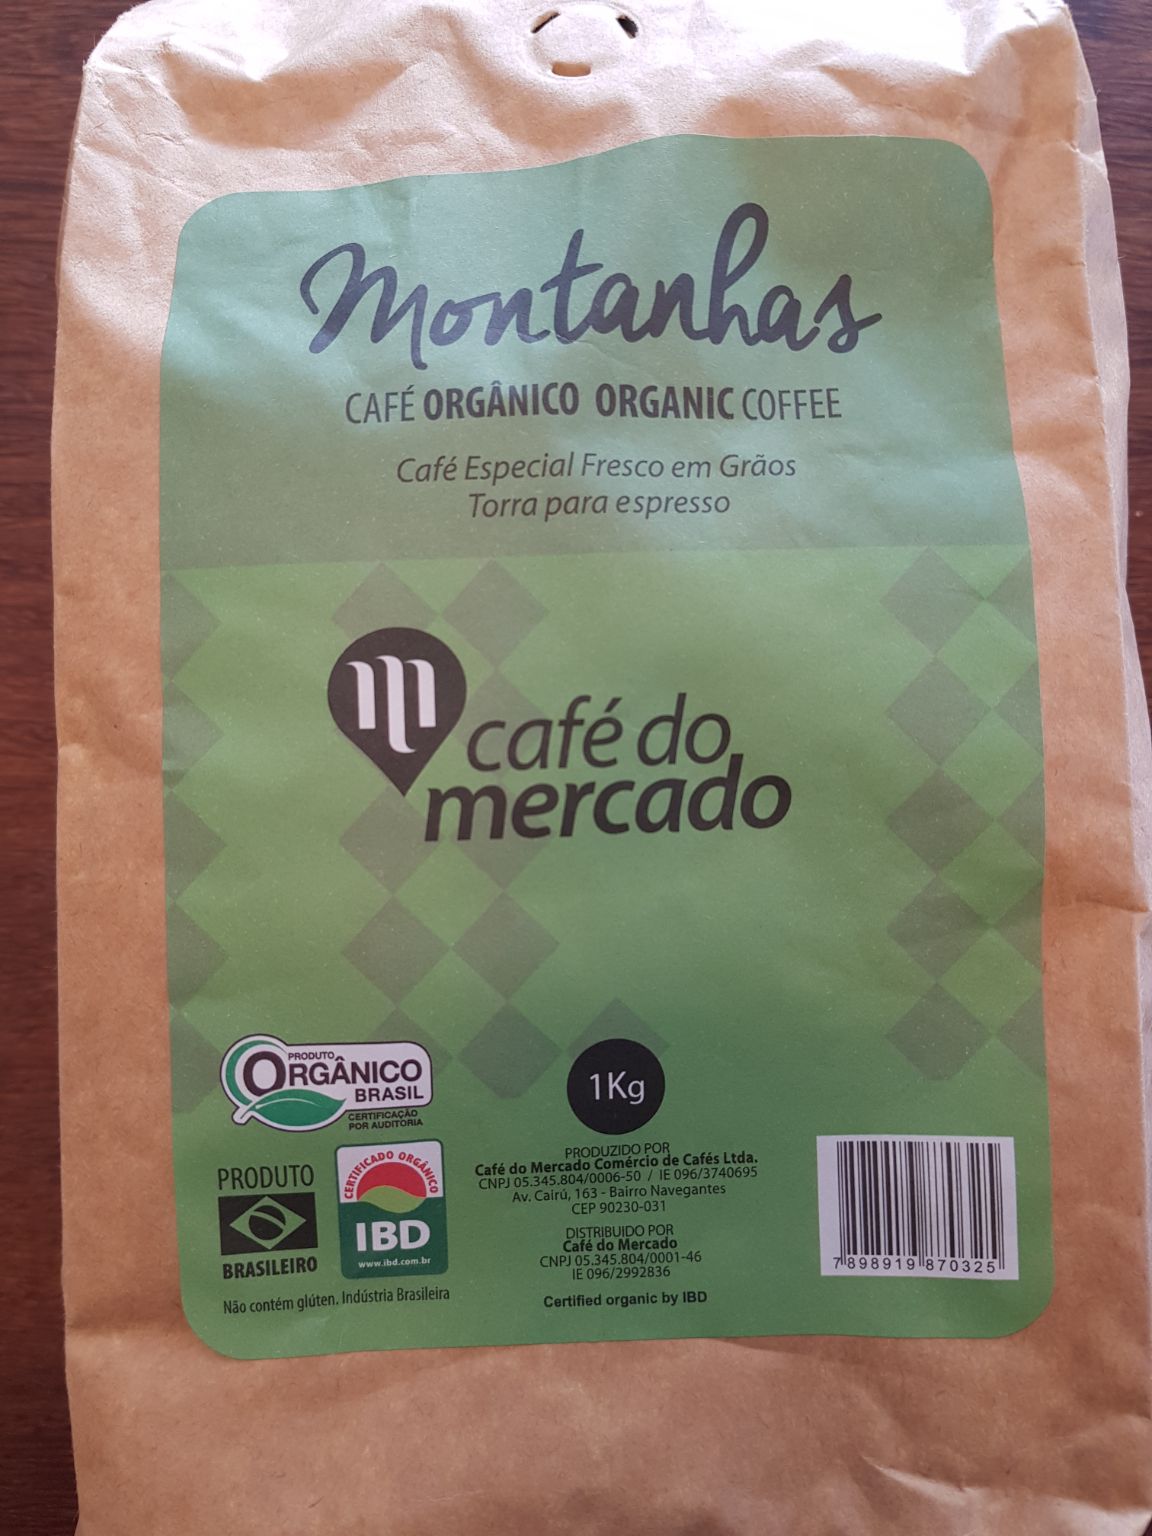 Montanhas
CAFÉ ORGÂNICO ORGANIC COFFEE
Café Especial Fresco em Grãos
Torra para espresso
m
café do
mercado
PRODUTO
ORGÂNICO
BRASIL
CERTIFICAÇÃO
POR AUDITORIA
PRODUTO
BRASILEIRO
CERTIFICADO ORGÂNICO
IBD
www.ibd.com.br
Não contém glúten. Indústria Brasileira
1Kg
PRODUZIDO POR
Café do Mercado Comércio de Cafés Ltda.
CNPJ 05.345.804/0006-50 / IE 096/3740695
Av. Cairú, 163 - Bairro Navegantes
CEP 90230-031
DISTRIBUIDO POR
Café do Mercado
CNPJ 05.345.804/0001-46
IE 096/2992836
Certified organic by IBD
7 898919 870325